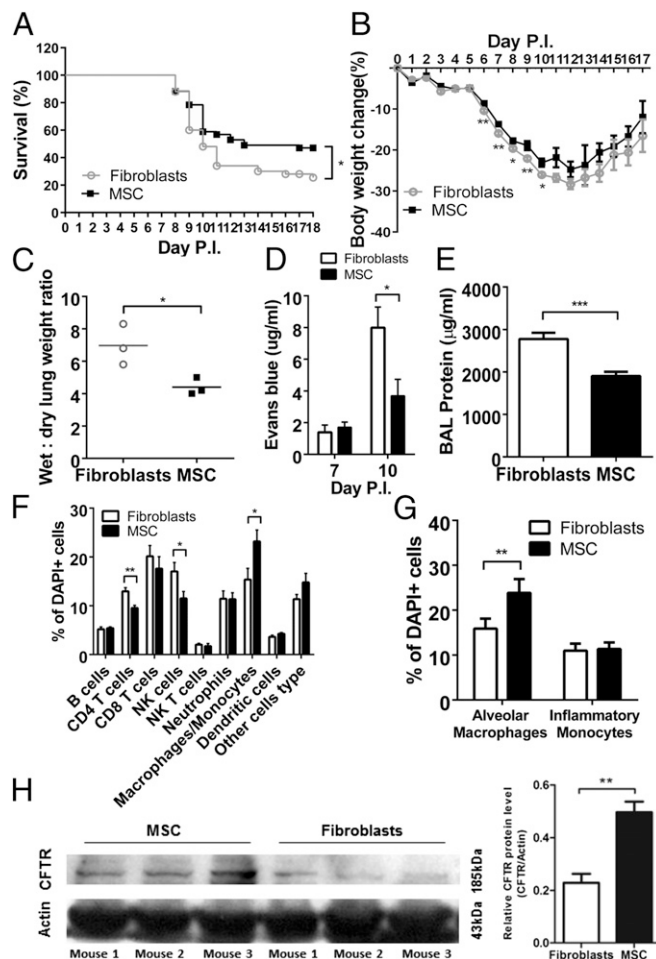 A
Survival (%)
120
100
80
60
40
20
0
Fibroblasts
MSC
*
0 1 2 3 4 5 6 7 8 9 10 11 12 13 14 15 16 17 18
Day P.I.
B
Day P.I.
0 1 2 3 4 5 6 7 8 9 10 11 12 13 14 15 16 17
Body weight change(%)
-10
-20
-30
-40
** ** * ** *
Fibroblasts
MSC
C
Wet : dry lung weight ratio
10
8
6
4
2
0
*
Fibroblasts MSC
D
Fibroblasts
MSC
Evans blue (ug/ml)
10
8
6
4
2
0
*
7 10
Day P.I.
E
BAL Protein (μg/ml)
4000
3000
2000
1000
0
***
Fibroblasts MSC
F
% of DAPI+ cells
30
20
10
0
Fibroblasts
MSC
** * *
B cells
CD4 T cells
CD8 T cells
NK cells
NK T cells
Neutrophils
Macrophages/Monocytes
Dendritic cells
Other cells type
G
% of DAPI+ cells
40
30
20
10
0
Fibroblasts
MSC
**
Alveolar Inflammatory
Macrophages Monocytes
H
MSC Fibroblasts
CFTR
Actin
185kDa
43kDa
Mouse 1 Mouse 2 Mouse 3 Mouse 1 Mouse 2 Mouse 3
Relative CFTR protein level
(CFTR/Actin)
0.6
0.4
0.2
0.0
**
Fibroblasts MSC